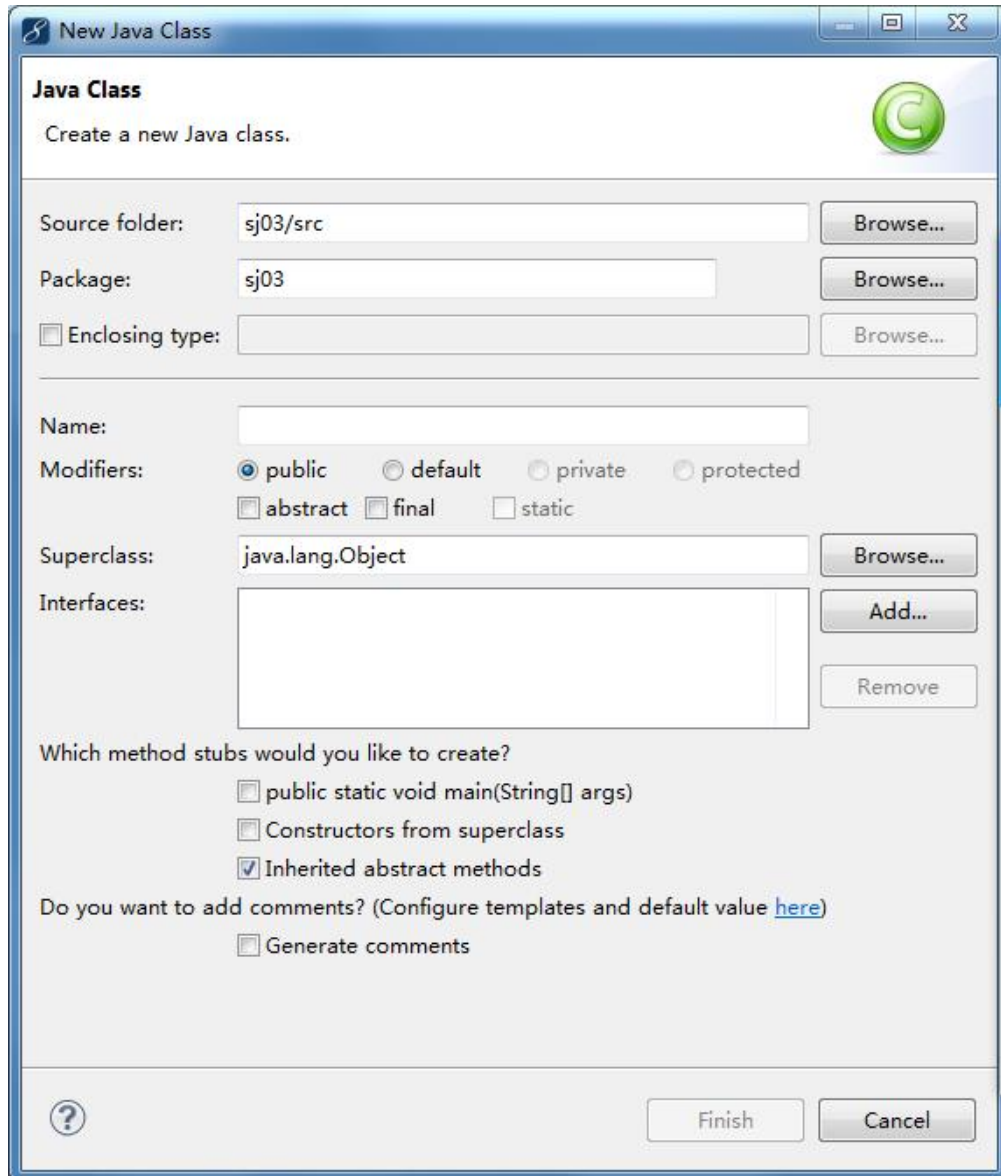 New Java Class
Java Class
Create a new Java class.
Source folder: sj03/src Browse...
Package: sj03 Browse...
Enclosing type: Browse...
Name:
Modifiers: public default private protected
abstract final static
Superclass: java.lang.Object Browse...
Interfaces: Add...
Remove
Which method stubs would you like to create?
public static void main(String[] args)
Constructors from superclass
Inherited abstract methods
Do you want to add comments? (Configure templates and default value here)
Generate comments
Finish Cancel